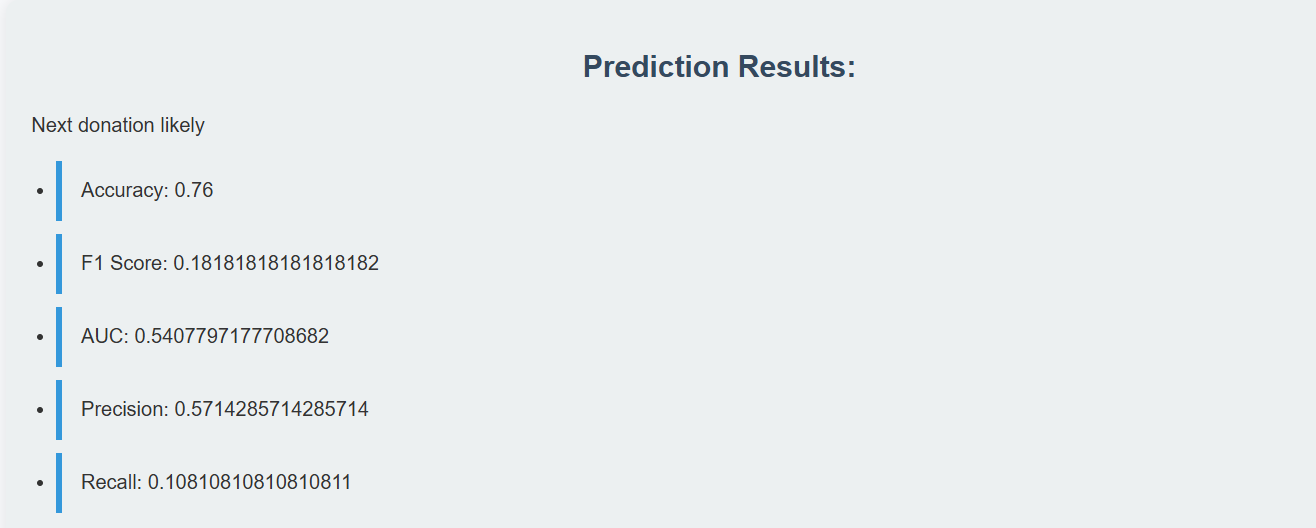 Prediction Results:
Next donation likely
Accuracy: 0.76
F1 Score: 0.18181818181818182
AUC: 0.5407797177708682
Precision: 0.5714285714285714
Recall: 0.10810810810810811